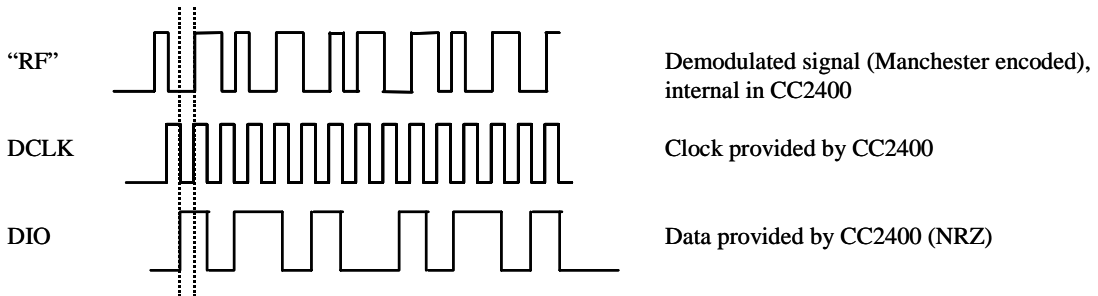 “RF”
Demodulated signal (Manchester encoded),
internal in CC2400
DCLK
Clock provided by CC2400
DIO
Data provided by CC2400 (NRZ)